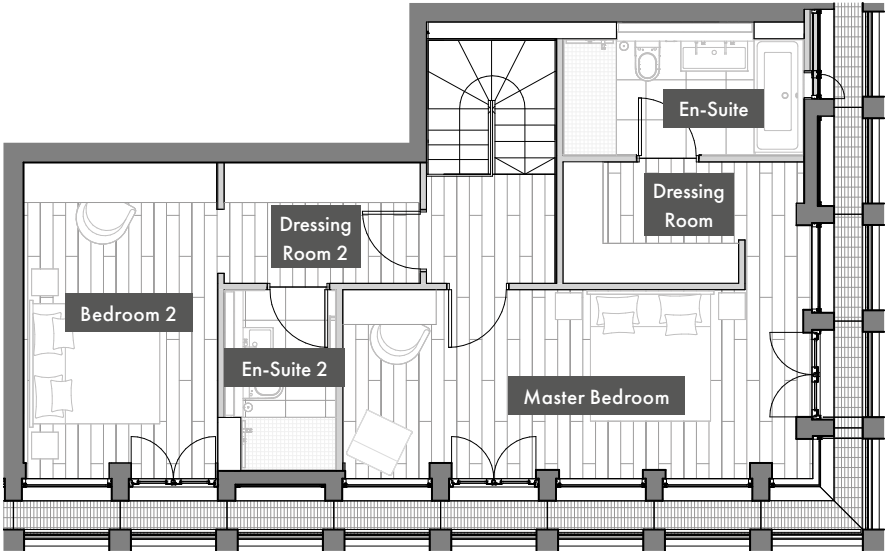 En-Suite
Dressing
Room
Dressing
Room 2
Bedroom 2
En-Suite 2
Master Bedroom